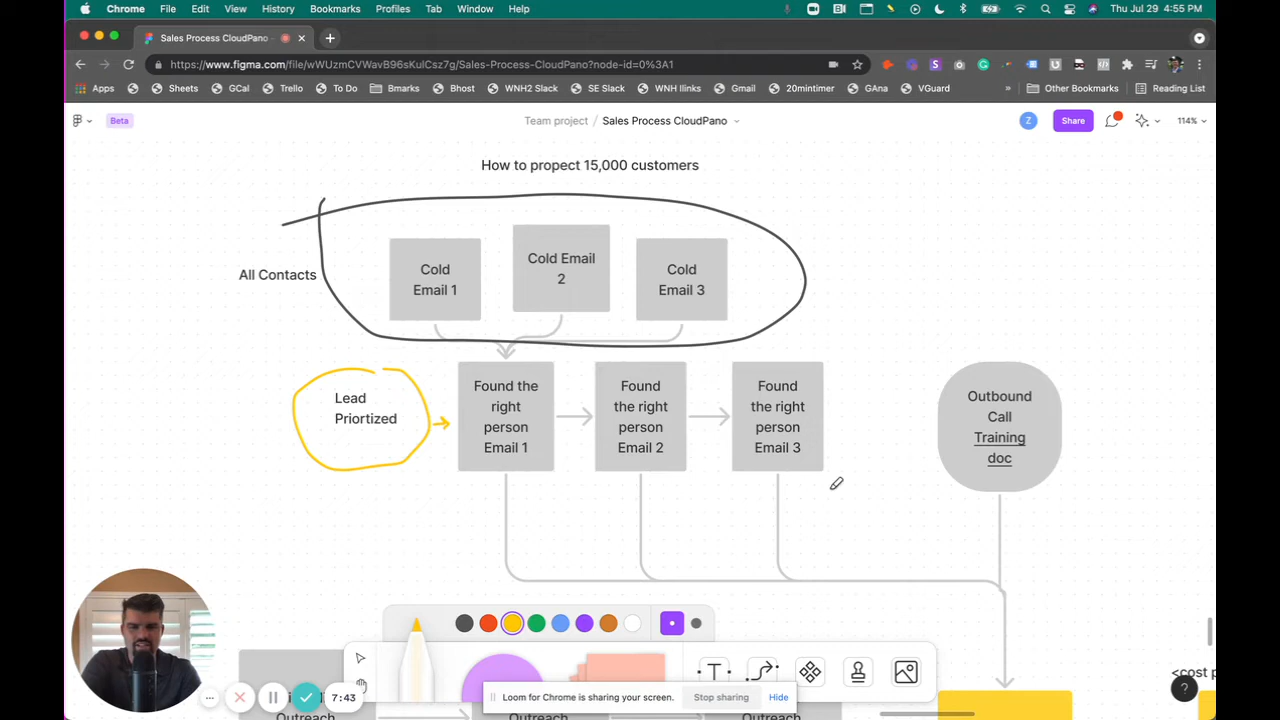 Chrome File Edit View History Bookmarks Profiles Tab Window Help Thu Jul 29 4:55 PM
Sales Process CloudPano -
https://www.figma.com/file/wWUzmCVWavB96sKulCsz7g/Sales-Process-CloudPano?node-id=0%3A1
Apps Sheets GCal Trello To Do Bmarks Bhost WNH2 Slack SE Slack WNH llinks Gmail 20mintimer GAna VGuard » Other Bookmarks Reading List
Beta Team project / Sales Process CloudPano Z Share 114%
How to propect 15,000 customers
All Contacts
Cold
Email 1
Cold Email
2
Cold
Email 3
Lead
Priortized
Found the
right
person
Email 1
Found
the right
person
Email 2
Found
the right
person
Email 3
Outbound
Call
Training
doc
<cost p
T
?
Loom for Chrome is sharing your screen. Stop sharing Hide
7:43
Outreach
Outreach
Outreach